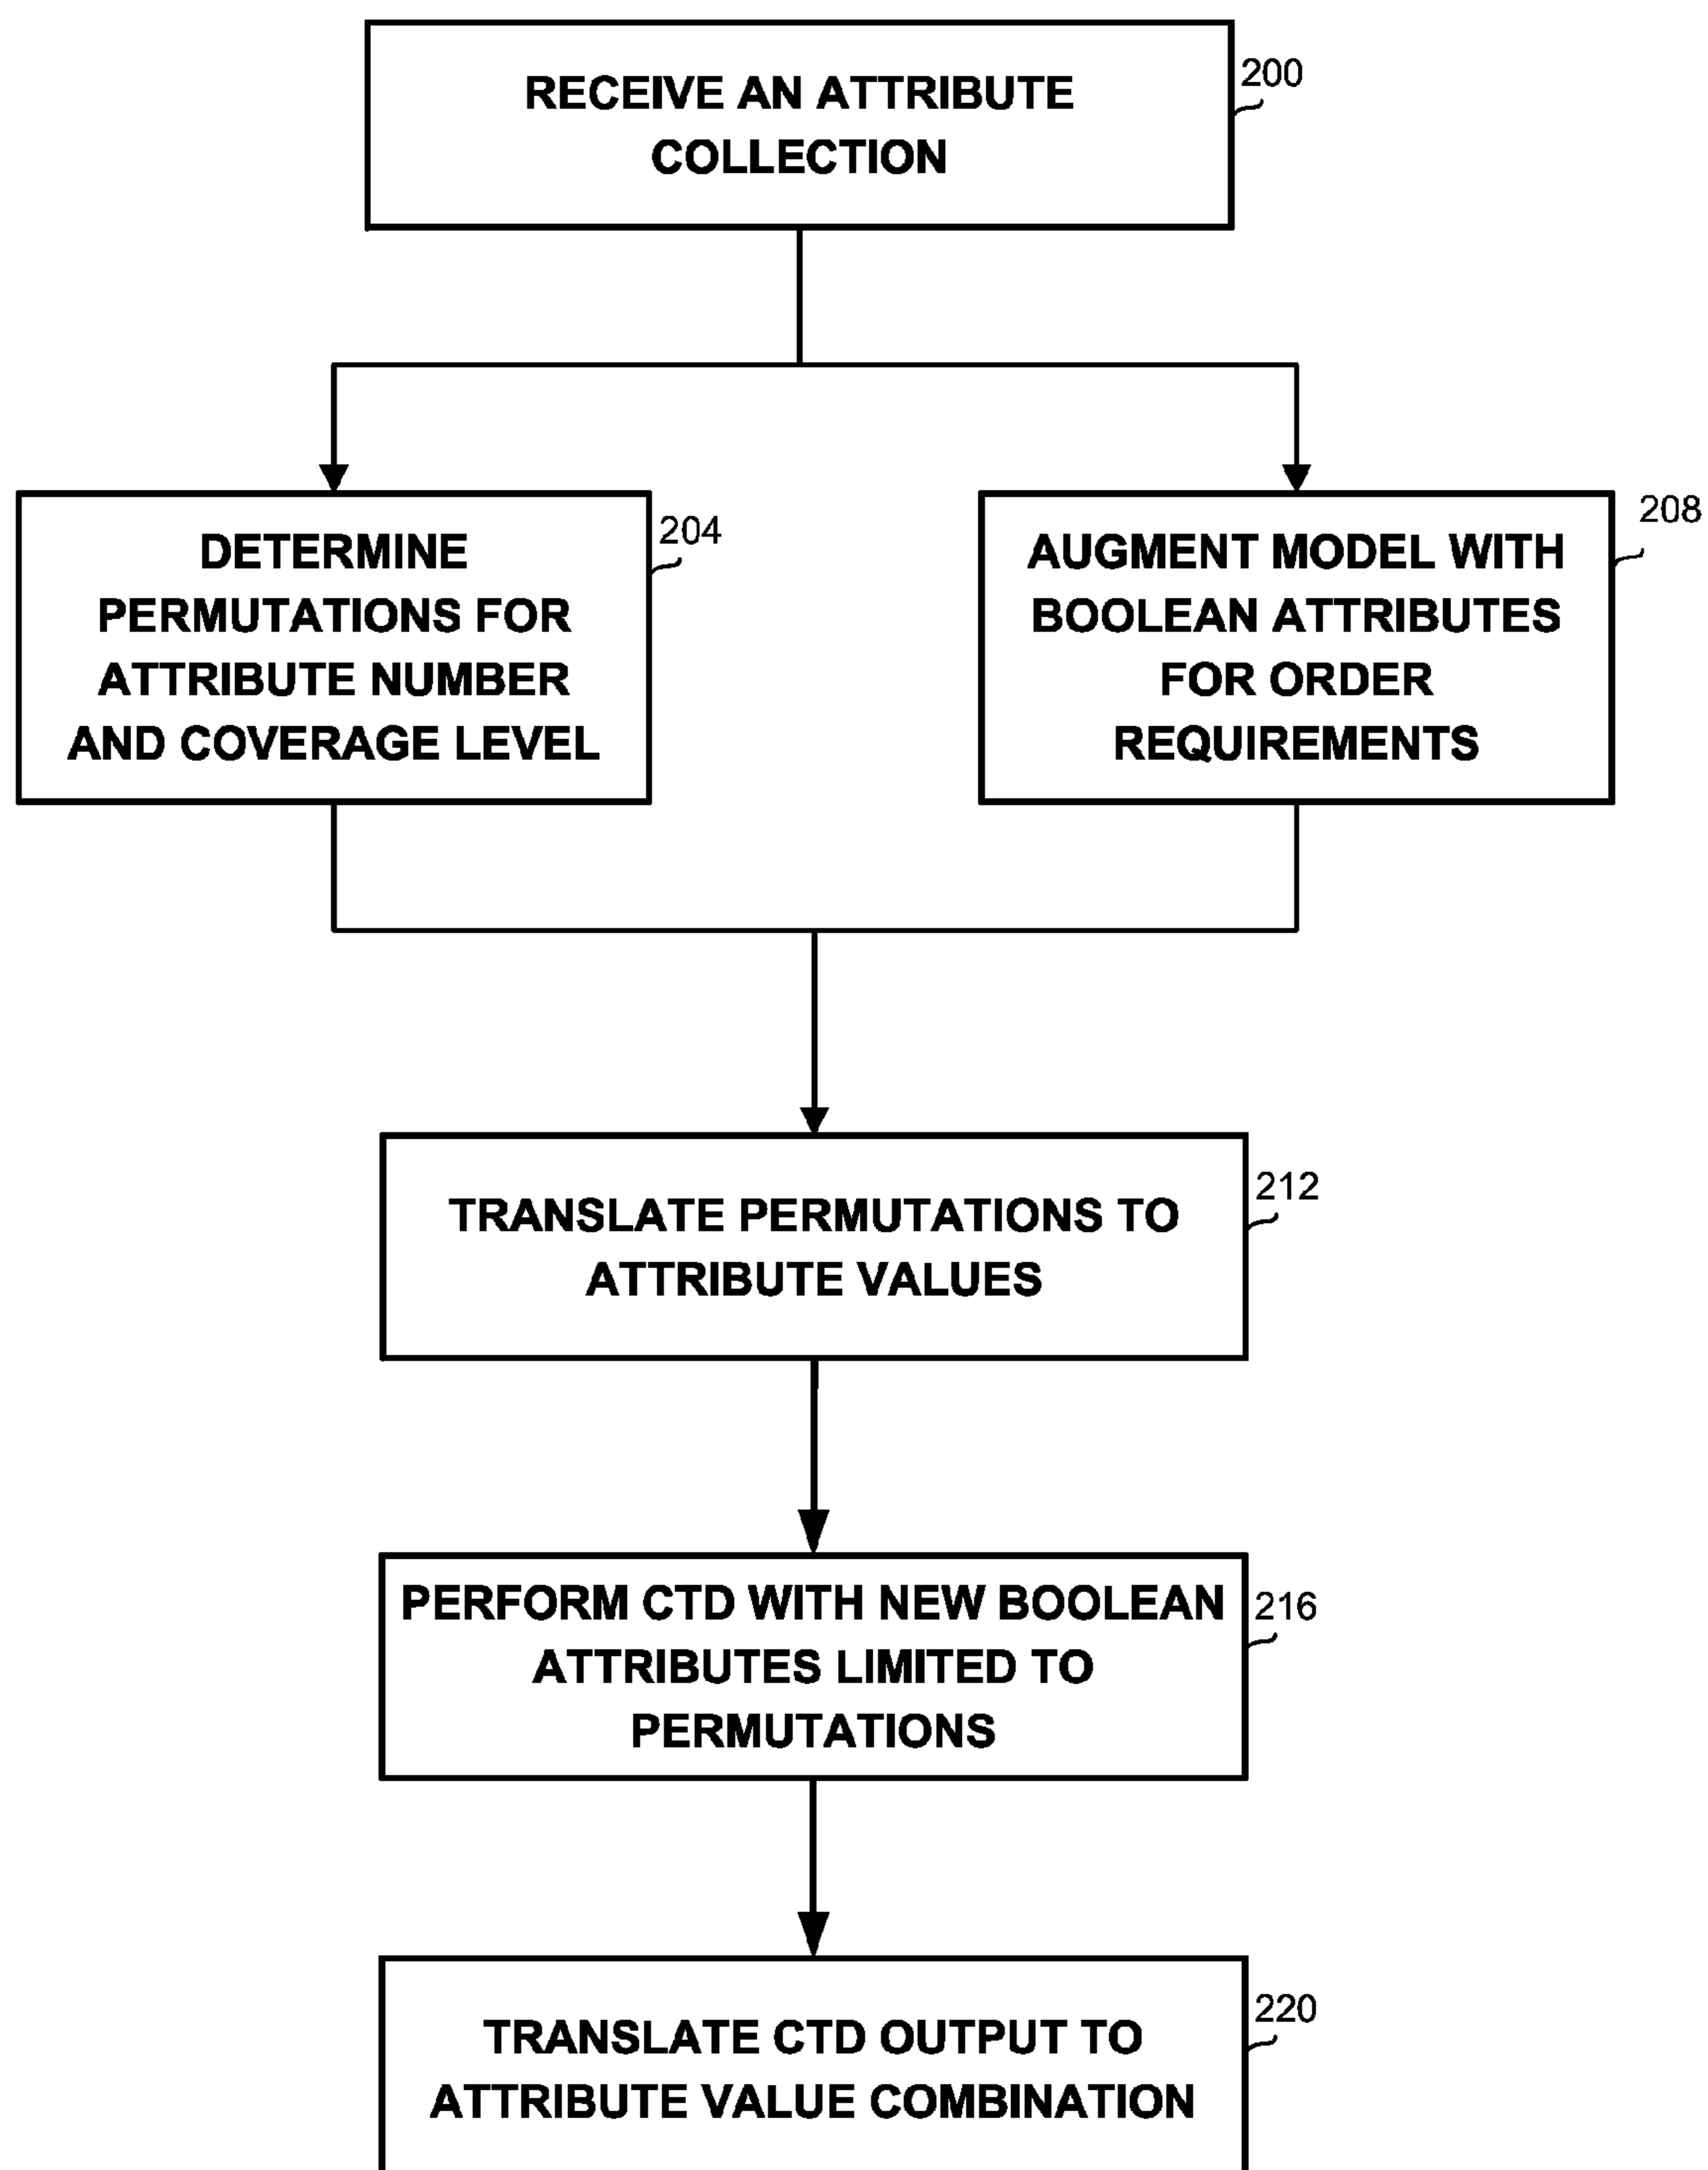 RECEIVE AN ATTRIBUTE
COLLECTION
200
DETERMINE
PERMUTATIONS FOR
ATTRIBUTE NUMBER
AND COVERAGE LEVEL
204
AUGMENT MODEL WITH
BOOLEAN ATTRIBUTES
FOR ORDER
REQUIREMENTS
208
TRANSLATE PERMUTATIONS TO
ATTRIBUTE VALUES
212
PERFORM CTD WITH NEW BOOLEAN
ATTRIBUTES LIMITED TO
PERMUTATIONS
216
TRANSLATE CTD OUTPUT TO
ATTRIBUTE VALUE COMBINATION
220